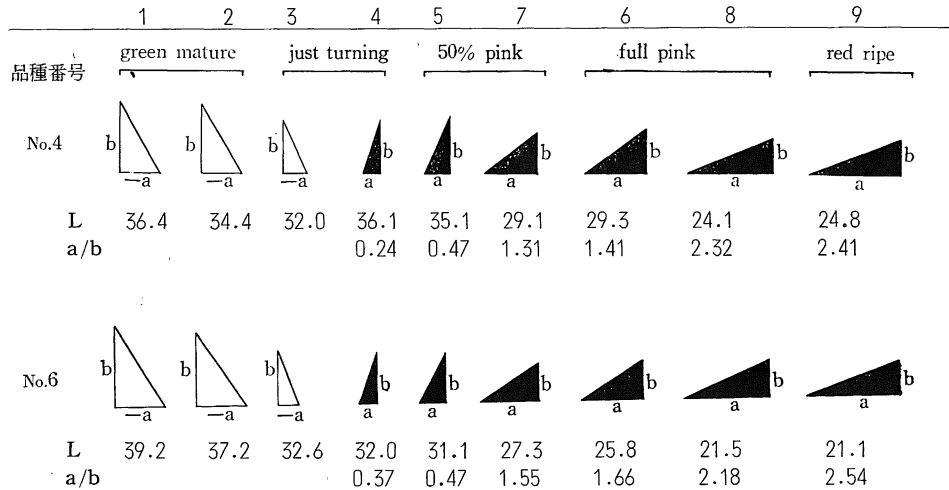 1 2 3 4 5 7 6 8 9
green mature just turning 50% pink full pink red ripe
品種番号
No.4 b b b b b b b b b
—a —a —a a a a a a a
L 36.4 34.4 32.0 36.1 35.1 29.1 29.3 24.1 24.8
a/b 0.24 0.47 1.31 1.41 2.32 2.41
No.6 b b b b b b b b b
—a —a —a a a a a a a
L 39.2 37.2 32.6 32.0 31.1 27.3 25.8 21.5 21.1
a/b 0.37 0.47 1.55 1.66 2.18 2.54